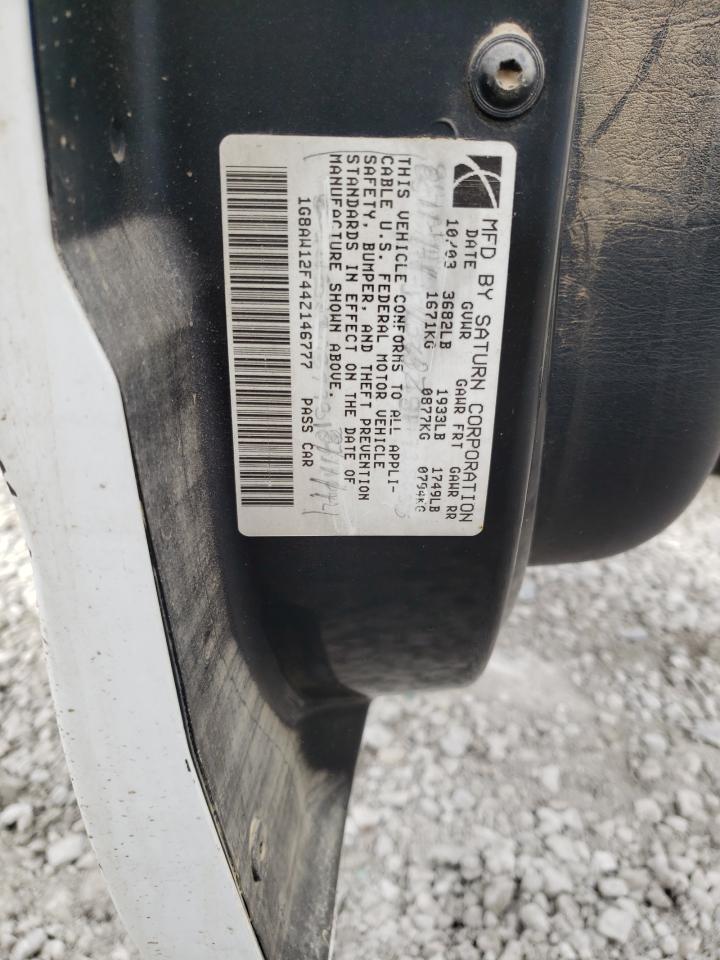 MFD BY SATURN CORPORATION
DATE GVWR GAWR FRT GAWR RR
10/03 3682LB 1933LB 1749LB
1671KG 0877KG 0794KG
THIS VEHICLE CONFORMS TO ALL APPLI-
CABLE U.S. FEDERAL MOTOR VEHICLE
SAFETY, BUMPER, AND THEFT PREVENTION
STANDARDS IN EFFECT ON THE DATE OF
MANUFACTURE SHOWN ABOVE.
1G8AW12F44Z146777 PASS CAR